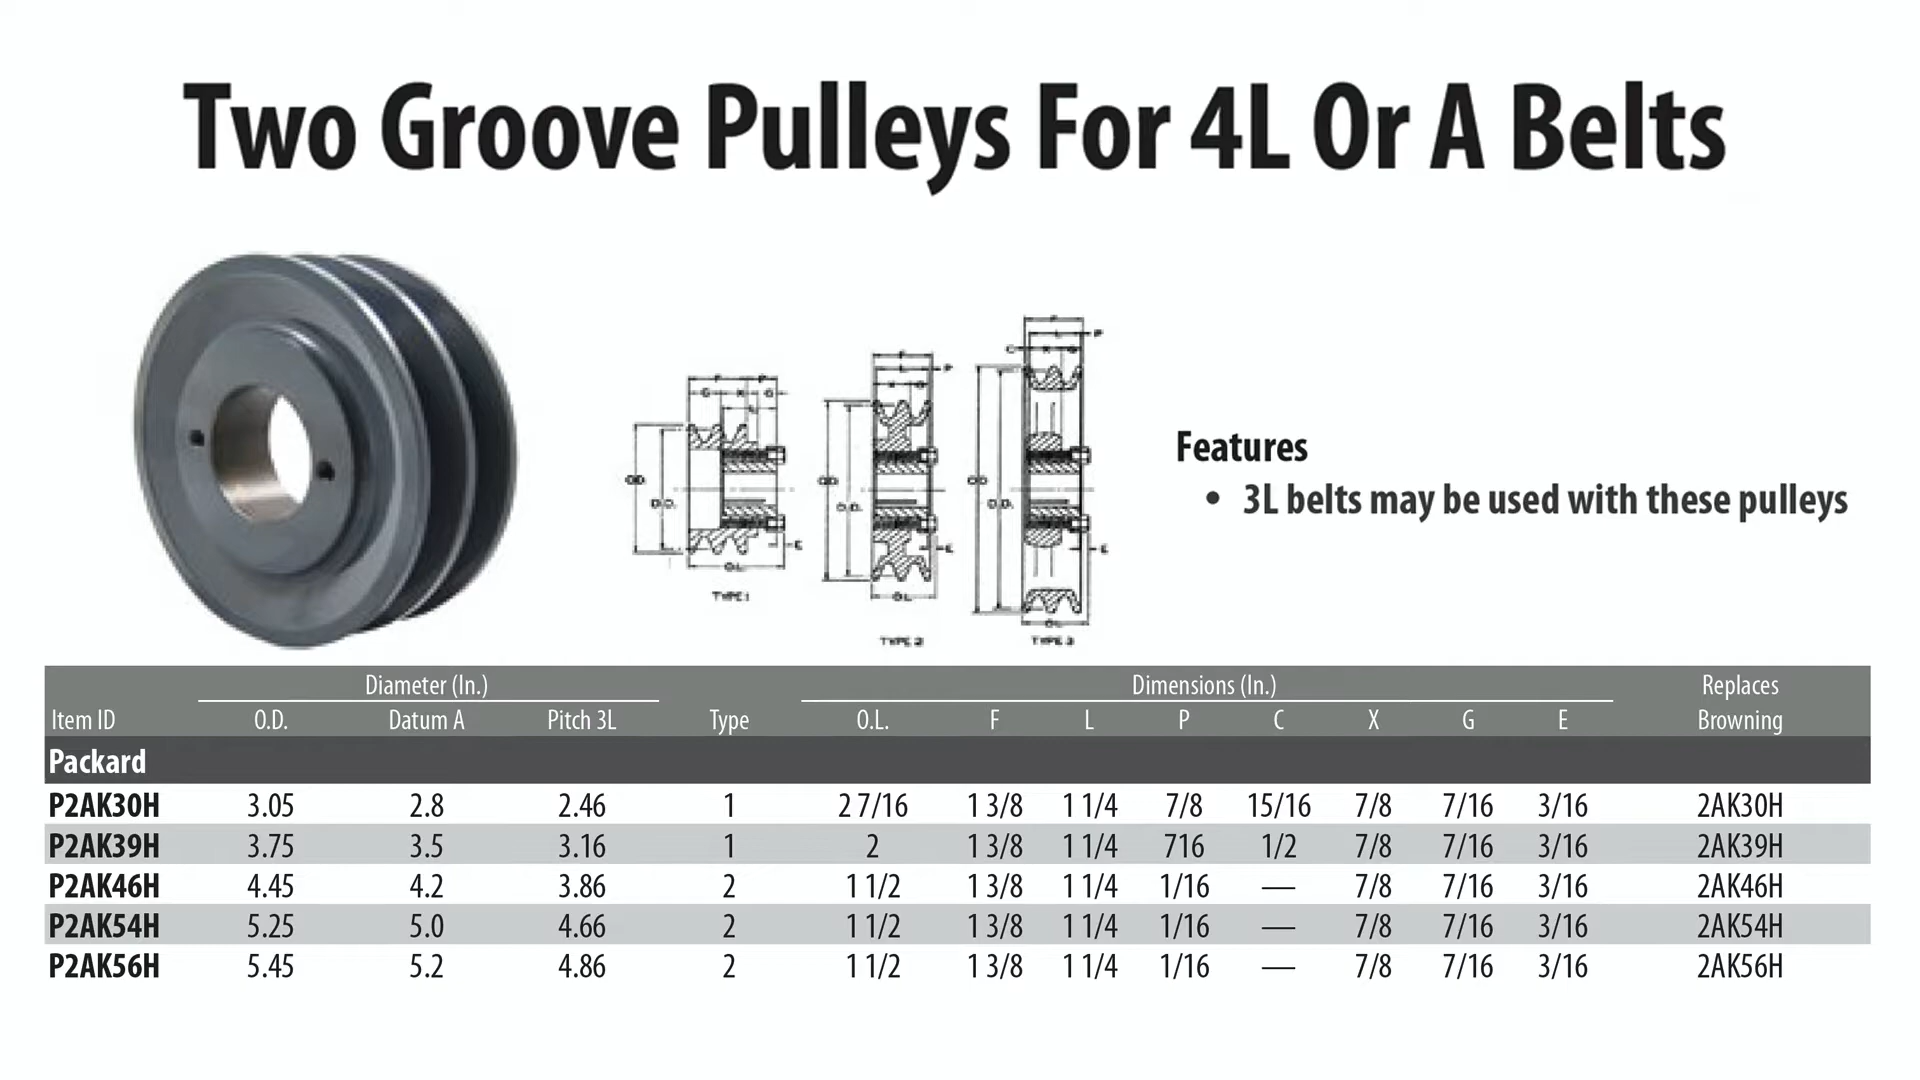 Two Groove Pulleys For 4L Or A Belts
Features
• 3L belts may be used with these pulleys
TYPE 1
TYPE 2
TYPE 3
Diameter (In.) Dimensions (In.) Replaces
Item ID O.D. Datum A Pitch 3L Type O.L. F L P C X G E Browning
Packard
P2AK30H 3.05 2.8 2.46 1 2 7/16 1 3/8 1 1/4 7/8 15/16 7/8 7/16 3/16 2AK30H
P2AK39H 3.75 3.5 3.16 1 2 1 3/8 1 1/4 716 1/2 7/8 7/16 3/16 2AK39H
P2AK46H 4.45 4.2 3.86 2 1 1/2 1 3/8 1 1/4 1/16 — 7/8 7/16 3/16 2AK46H
P2AK54H 5.25 5.0 4.66 2 1 1/2 1 3/8 1 1/4 1/16 — 7/8 7/16 3/16 2AK54H
P2AK56H 5.45 5.2 4.86 2 1 1/2 1 3/8 1 1/4 1/16 — 7/8 7/16 3/16 2AK56H